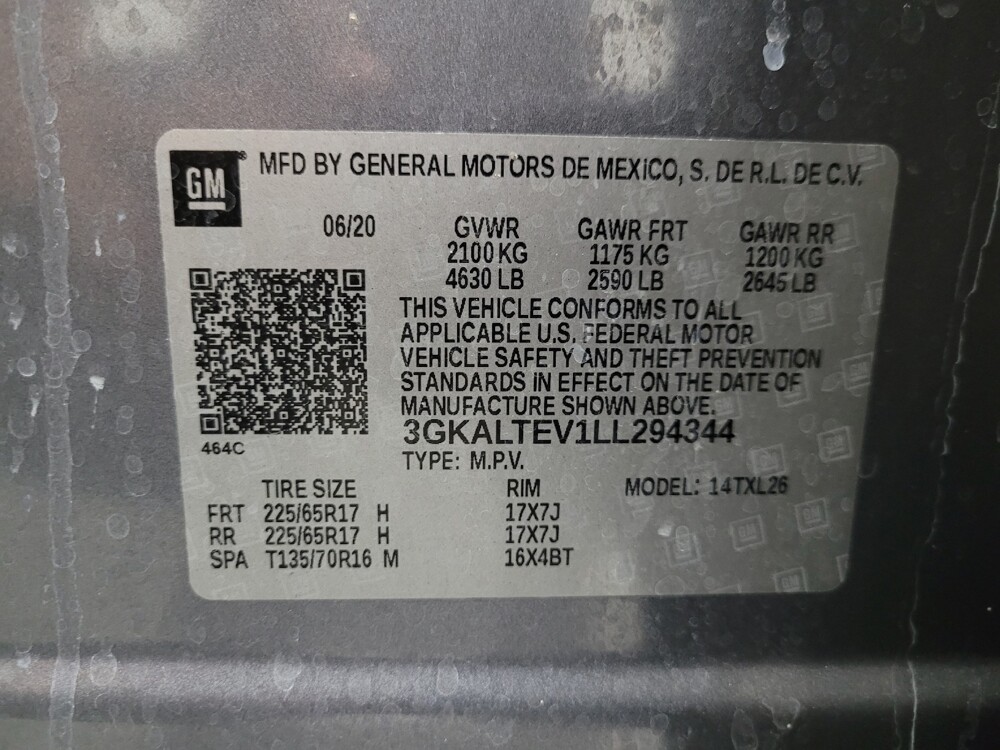 GM® MFD BY GENERAL MOTORS DE MEXICO, S. DE R.L. DE C.V.
06/20 GVWR GAWR FRT GAWR RR
2100 KG 1175 KG 1200 KG
4630 LB 2590 LB 2645 LB
THIS VEHICLE CONFORMS TO ALL
APPLICABLE U.S. FEDERAL MOTOR
VEHICLE SAFETY AND THEFT PREVENTION
STANDARDS IN EFFECT ON THE DATE OF
MANUFACTURE SHOWN ABOVE.
3GKALTEV1LL294344
464C
TYPE: M.P.V.
TIRE SIZE RIM MODEL: 14TXL26
FRT 225/65R17 H 17X7J
RR 225/65R17 H 17X7J
SPA T135/70R16 M 16X4BT